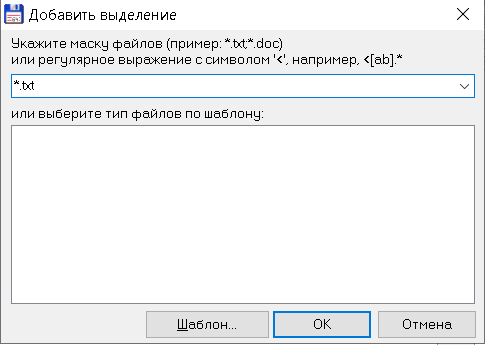 Добавить выделение
Укажите маску файлов (пример: *.txt;*.doc)
или регулярное выражение с символом '<', например, <[ab].*
*.txt
или выберите тип файлов по шаблону:
Шаблон... OK Отмена